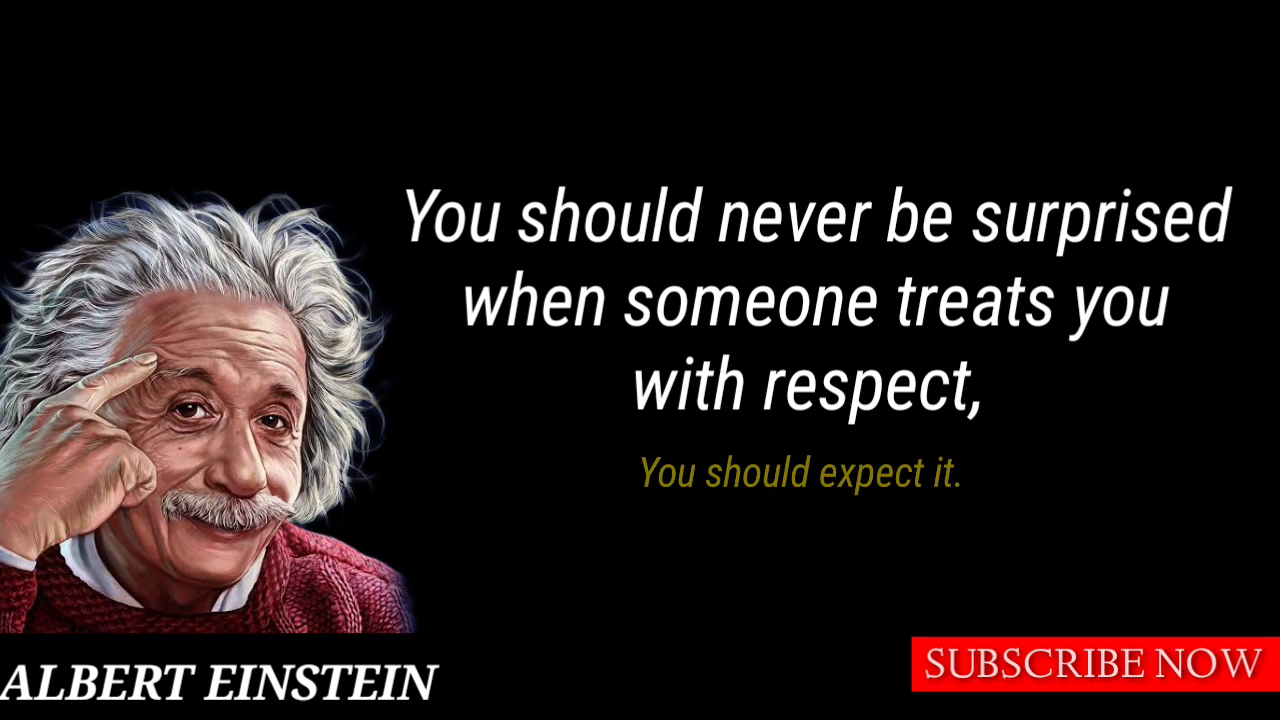 You should never be surprised
when someone treats you
with respect,
You should expect it.
ALBERT EINSTEIN
SUBSCRIBE NOW